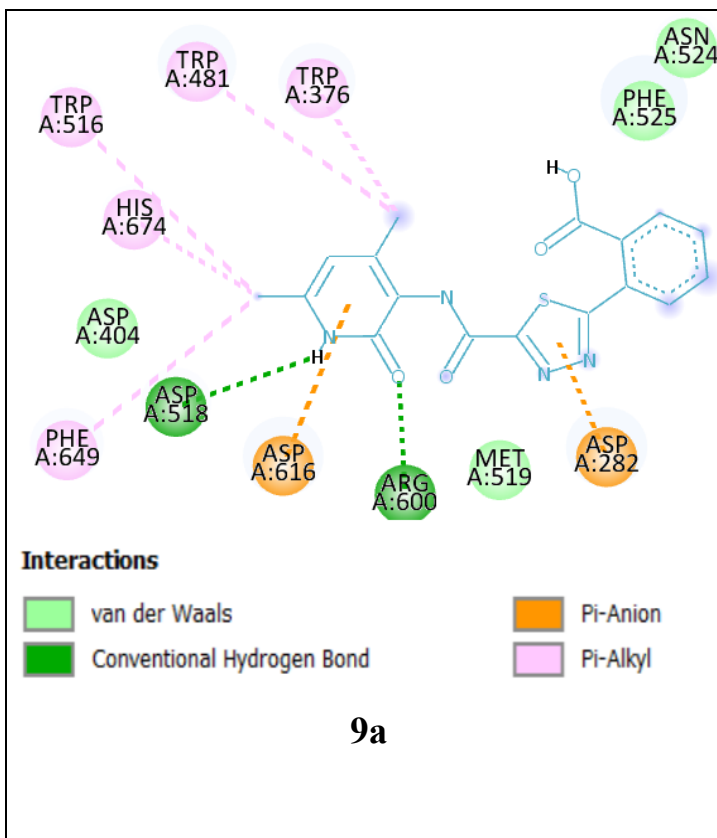 ASN
A:524
TRP
A:481
TRP
A:376
PHE
A:525
TRP
A:516
H
O
O
HIS
A:674
N
S
ASP
A:404
H
N
O
O
N
N
ASP
A:518
PHE
A:649
ASP
A:616
ARG
A:600
MET
A:519
ASP
A:282
Interactions
van der Waals
Conventional Hydrogen Bond
Pi-Anion
Pi-Alkyl
9a